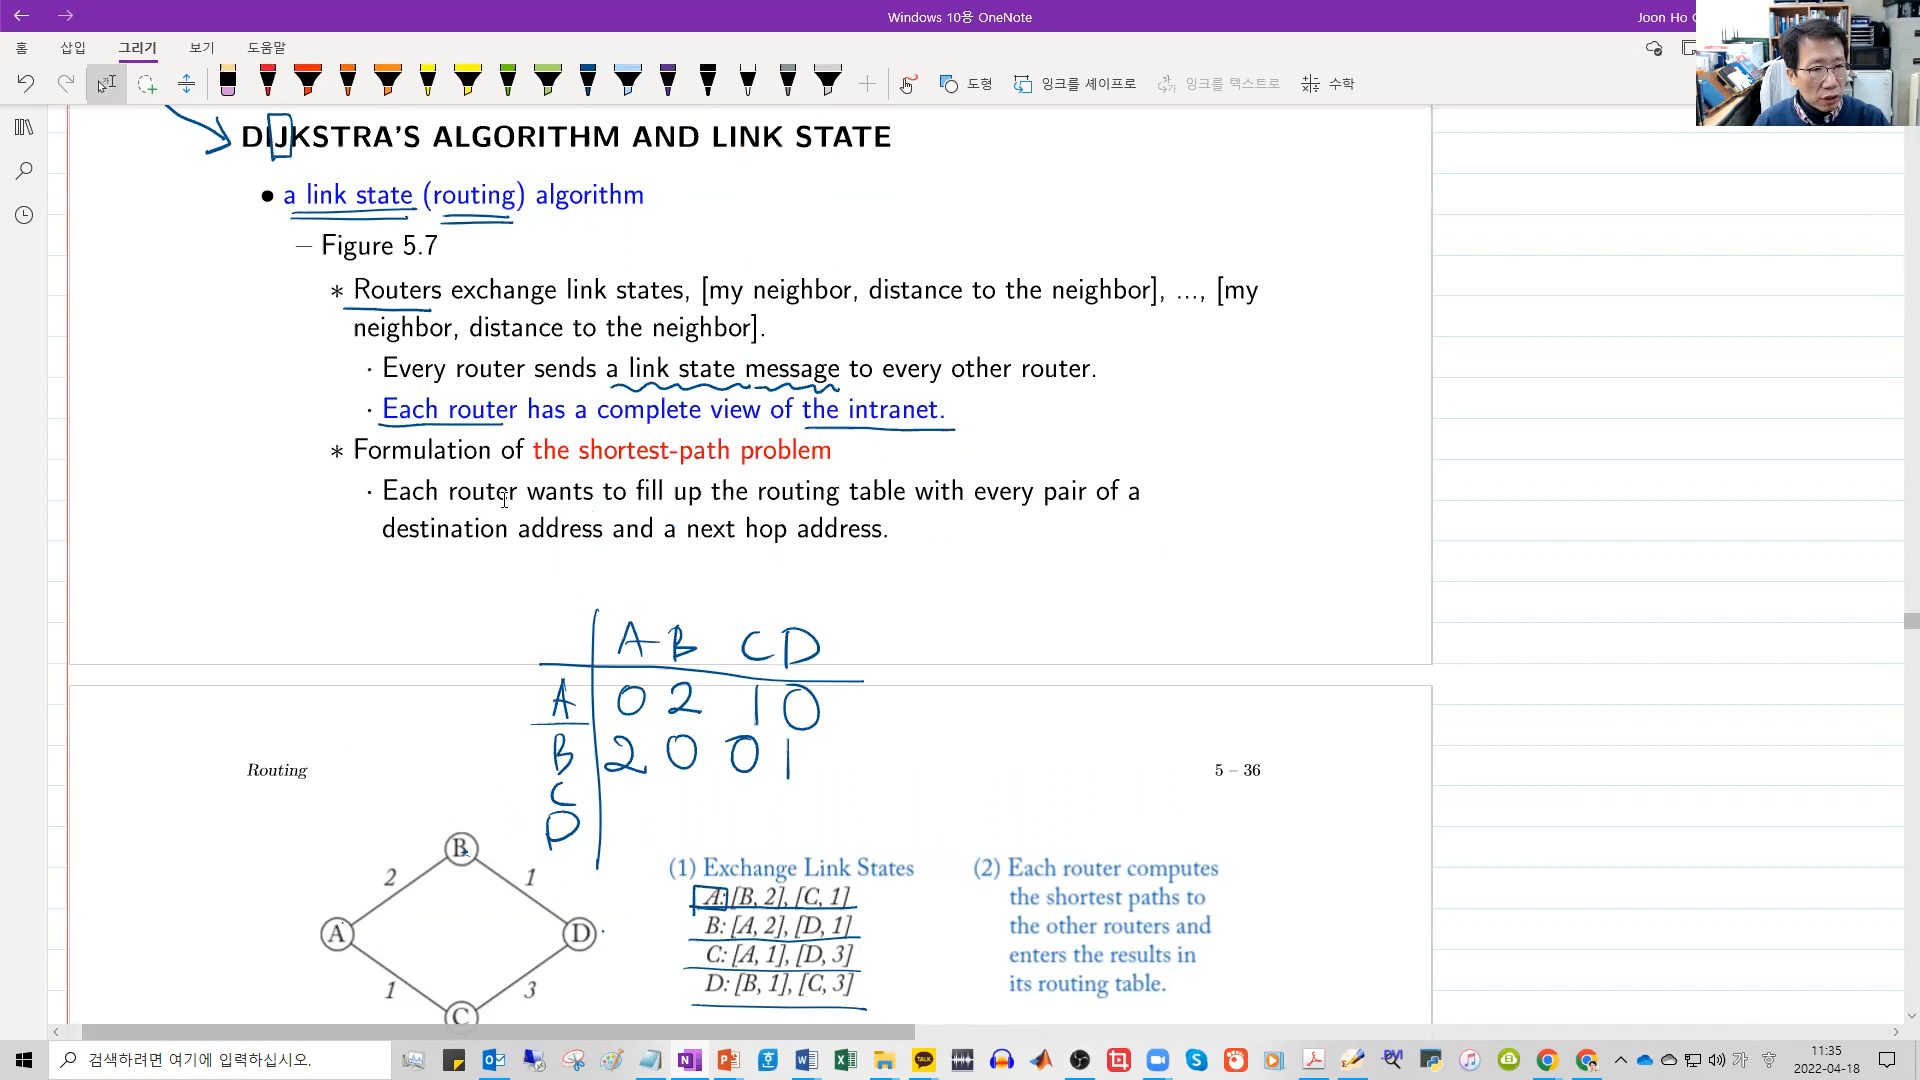 Windows 10용 OneNote
Joon Ho
홈 삽입 그리기 보기 도움말
도형 잉크를 셰이프로 잉크를 텍스트로 수학
DIJKSTRA'S ALGORITHM AND LINK STATE
• a link state (routing) algorithm
– Figure 5.7
∗ Routers exchange link states, [my neighbor, distance to the neighbor], ..., [my
neighbor, distance to the neighbor].
· Every router sends a link state message to every other router.
· Each router has a complete view of the intranet.
∗ Formulation of the shortest-path problem
· Each router wants to fill up the routing table with every pair of a
destination address and a next hop address.
A B C D
A 0 2 1 0
B 2 0 0 1
C
D
Routing
5 – 36
B
2 1
A D
1 3
C
(1) Exchange Link States
A: [B, 2], [C, 1]
B: [A, 2], [D, 1]
C: [A, 1], [D, 3]
D: [B, 1], [C, 3]
(2) Each router computes
the shortest paths to
the other routers and
enters the results in
its routing table.
검색하려면 여기에 입력하십시오.
가
11:35
2022-04-18